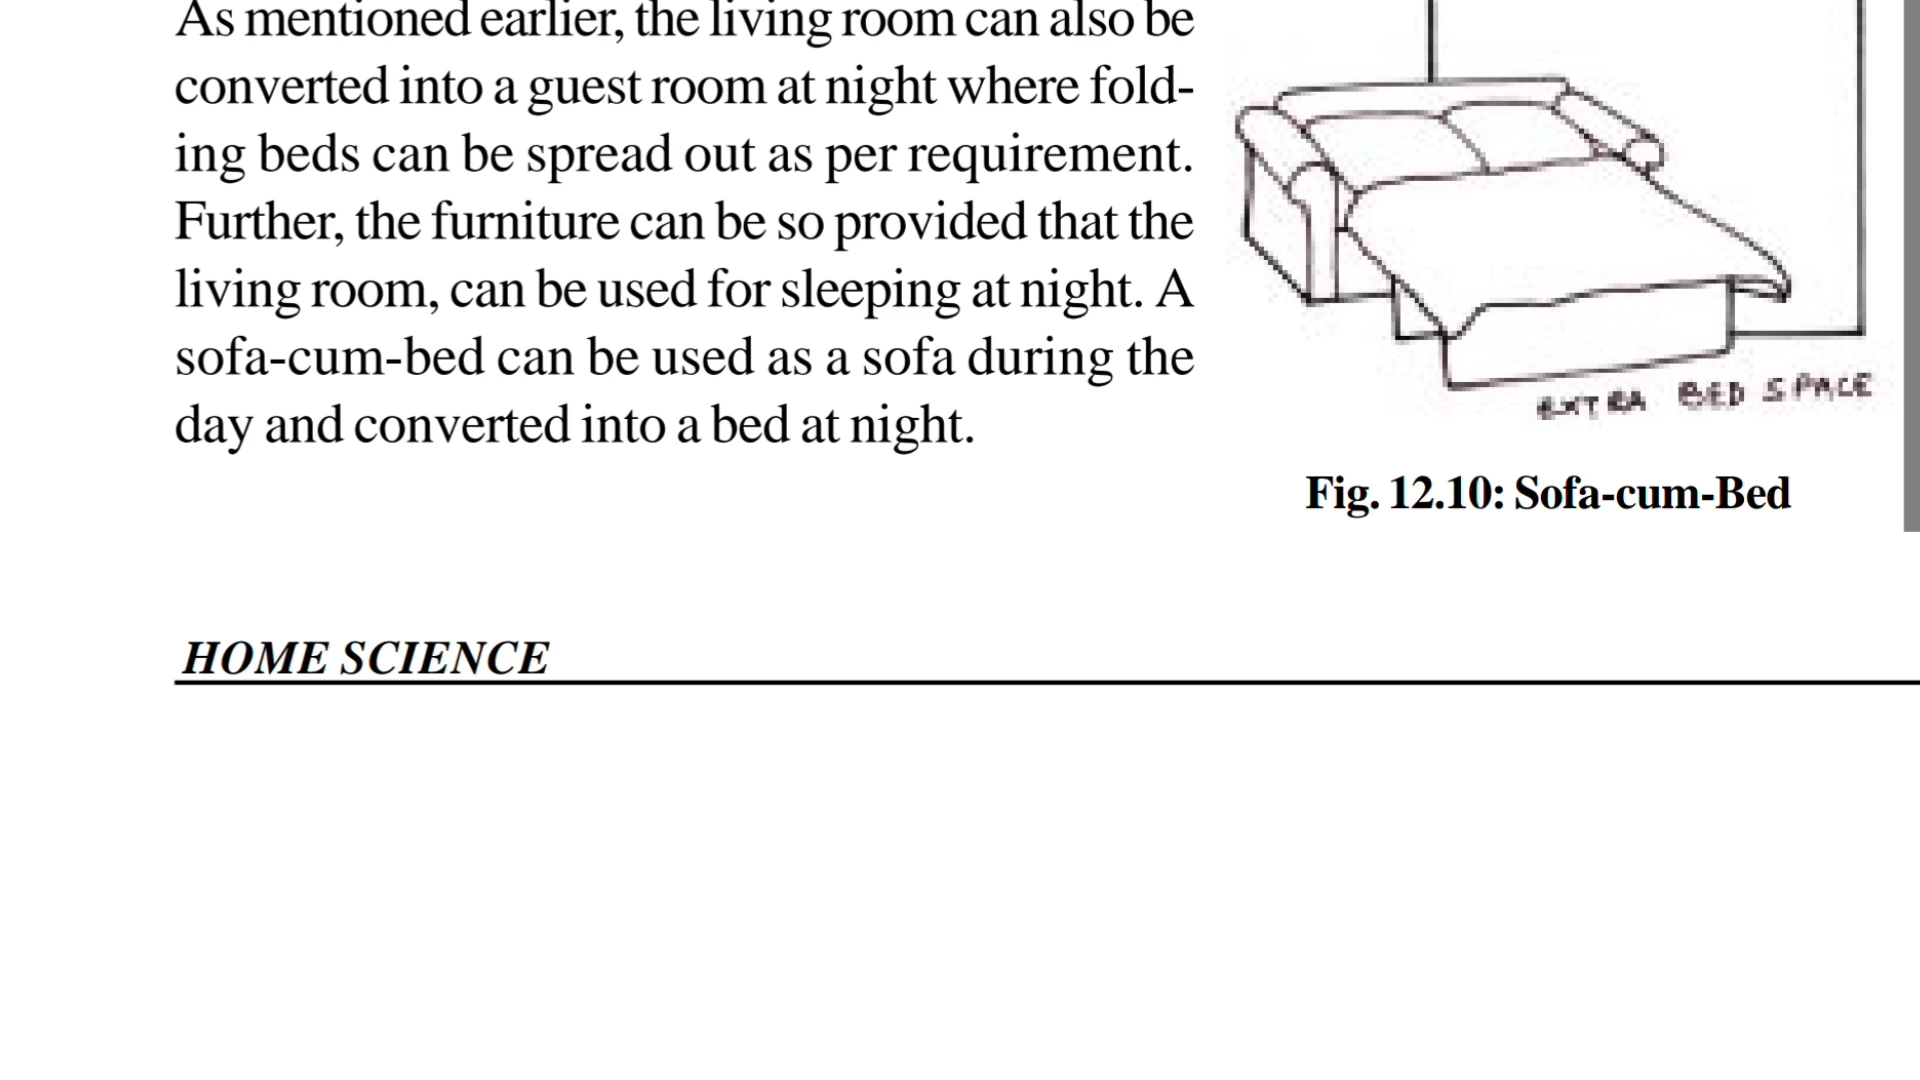 As mentioned earlier, the living room can also be
converted into a guest room at night where fold-
ing beds can be spread out as per requirement.
Further, the furniture can be so provided that the
living room, can be used for sleeping at night. A
sofa-cum-bed can be used as a sofa during the
day and converted into a bed at night.
EXTRA BED SPACE
Fig. 12.10: Sofa-cum-Bed
HOME SCIENCE